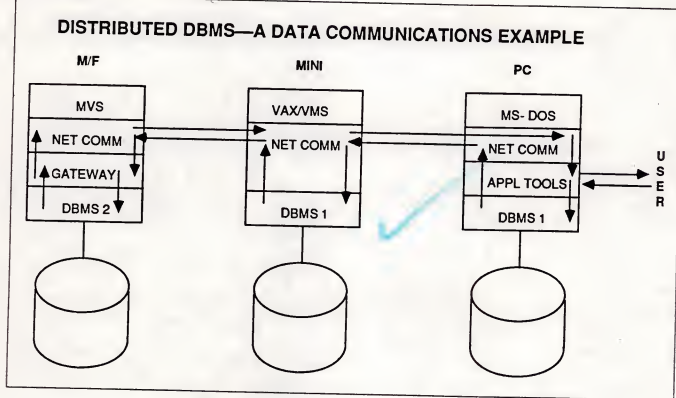 DISTRIBUTED DBMS—A DATA COMMUNICATIONS EXAMPLE
M/F
MINI
PC
MVS
NET COMM
GATEWAY
DBMS 2
VAX/VMS
NET COMM
DBMS 1
MS-DOS
NET COMM
APPL TOOLS
DBMS 1
USER